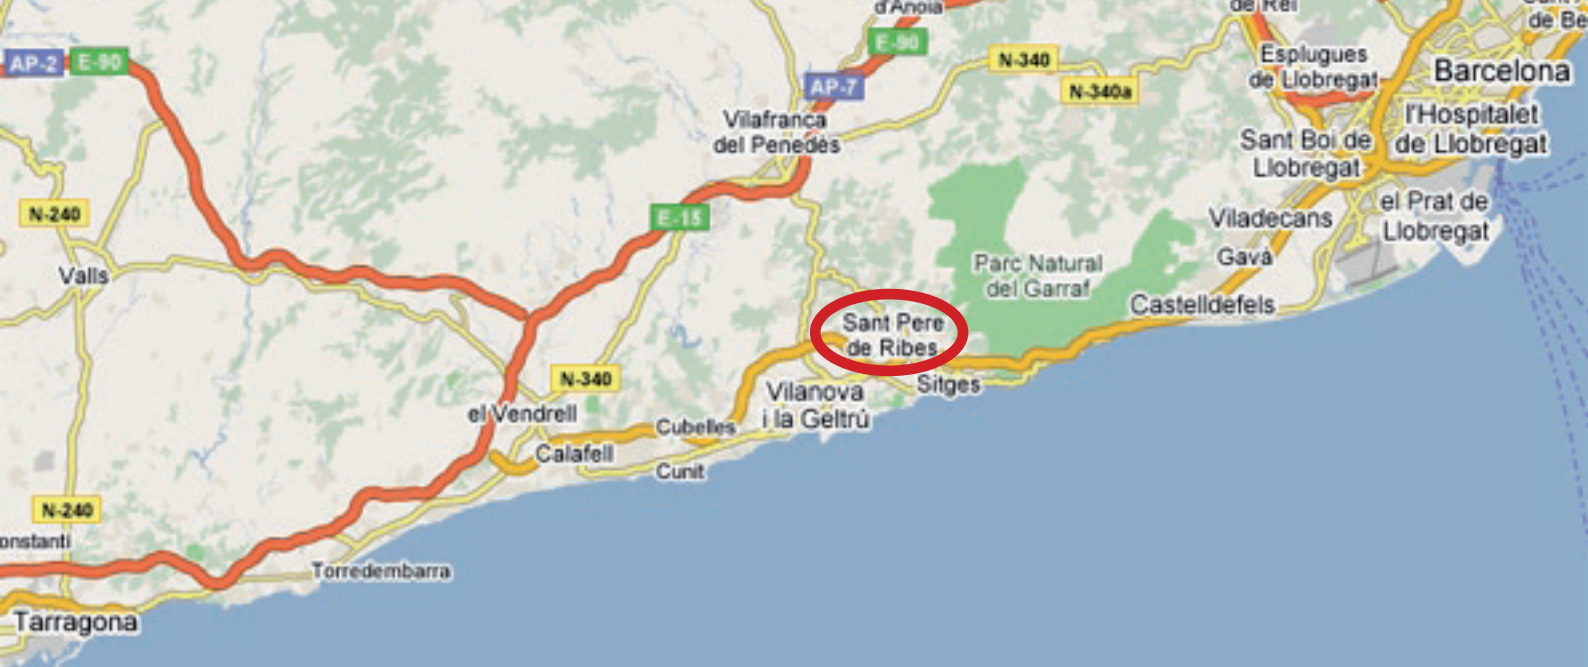 d'Anoia
de Rei
de Be
AP-2
E-90
E-90
N-340
Esplugues
de Llobregat
Barcelona
AP-7
N-340a
Vilafranca
del Penedès
l'Hospitalet
de Llobregat
Sant Boi de
Llobregat
N-240
E-15
el Prat de
Llobregat
Viladecans
Gavà
Valls
Parc Natural
del Garraf
Castelldefels
Sant Pere
de Ribes
N-340
Sitges
Vilanova
i la Geltrú
el Vendrell
Cubelles
Calafell
Cunit
N-240
onstantí
Torredembarra
Tarragona